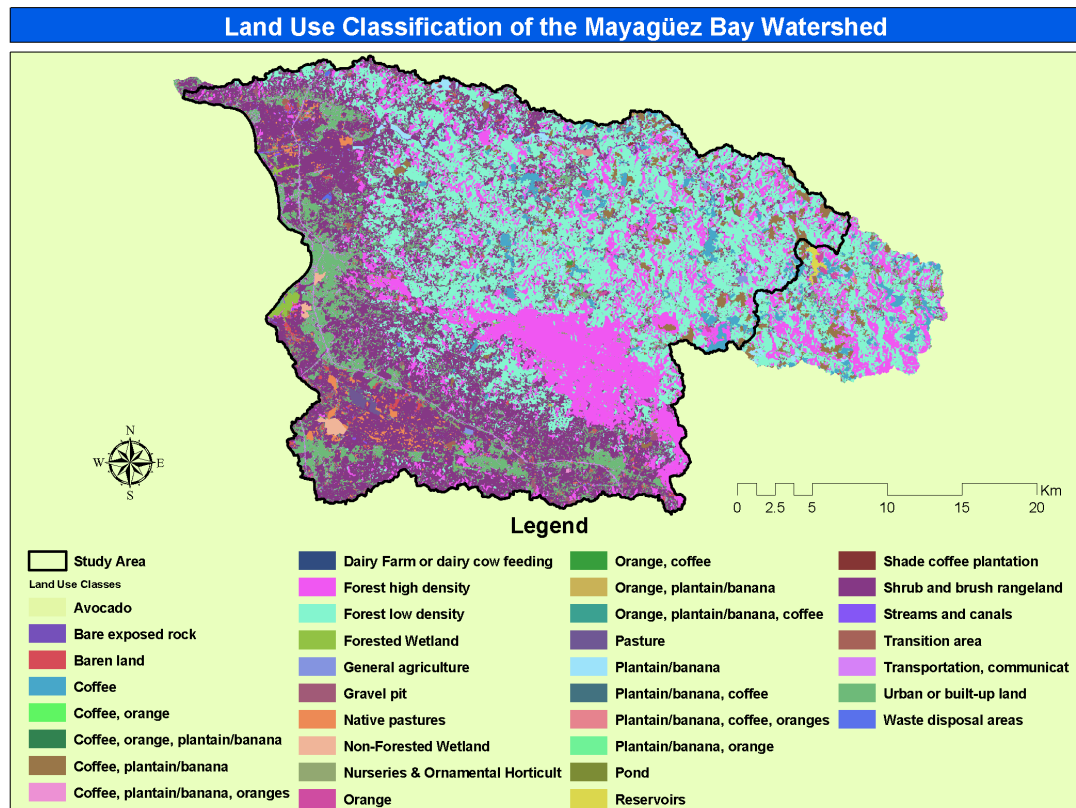 Land Use Classification of the Mayagüez Bay Watershed
N
W E
S
Km
0 2.5 5 10 15 20
Legend
Study Area
Land Use Classes
Avocado
Bare exposed rock
Baren land
Coffee
Coffee, orange
Coffee, orange, plantain/banana
Coffee, plantain/banana
Coffee, plantain/banana, oranges
Dairy Farm or dairy cow feeding
Forest high density
Forest low density
Forested Wetland
General agriculture
Gravel pit
Native pastures
Non-Forested Wetland
Nurseries & Ornamental Horticult
Orange
Orange, coffee
Orange, plantain/banana
Orange, plantain/banana, coffee
Pasture
Plantain/banana
Plantain/banana, coffee
Plantain/banana, coffee, oranges
Plantain/banana, orange
Pond
Reservoirs
Shade coffee plantation
Shrub and brush rangeland
Streams and canals
Transition area
Transportation, communicat
Urban or built-up land
Waste disposal areas